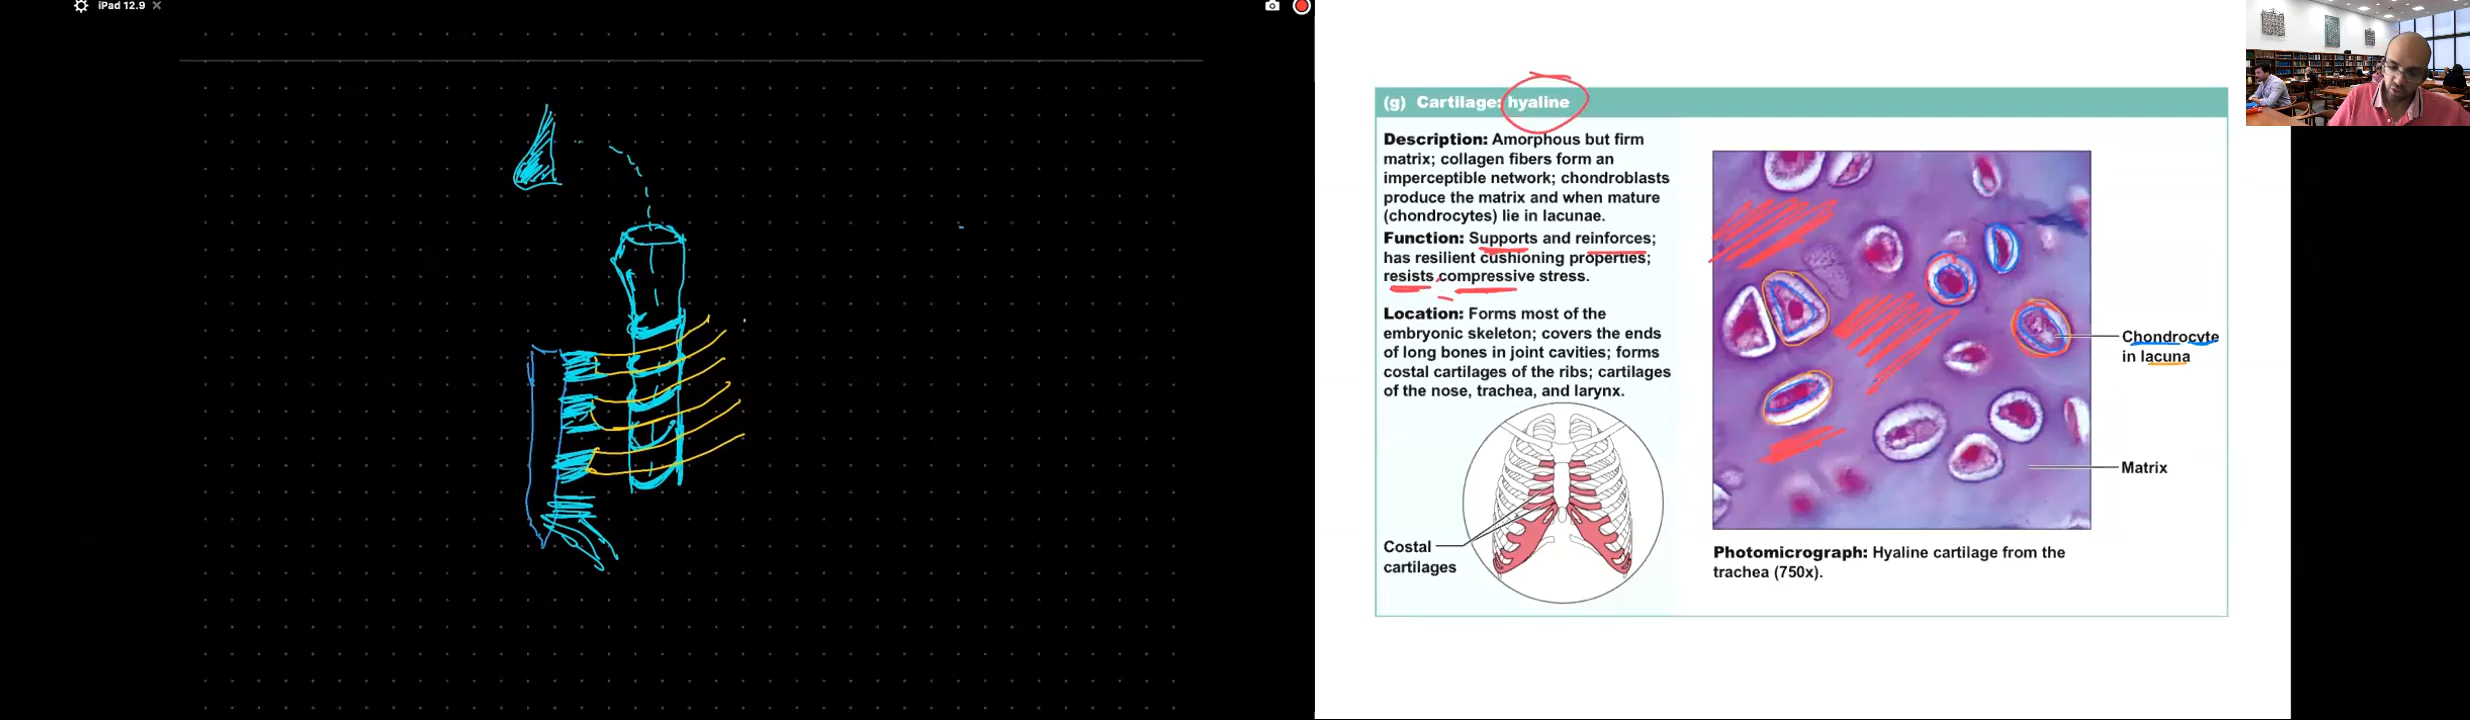 iPad 12.9
(g) Cartilage: hyaline
Description: Amorphous but firm
matrix; collagen fibers form an
imperceptible network; chondroblasts
produce the matrix and when mature
(chondrocytes) lie in lacunae.
Function: Supports and reinforces;
has resilient cushioning properties;
resists compressive stress.
Location: Forms most of the
embryonic skeleton; covers the ends
of long bones in joint cavities; forms
costal cartilages of the ribs; cartilages
of the nose, trachea, and larynx.
Costal
cartilages
Chondrocyte
in lacuna
Matrix
Photomicrograph: Hyaline cartilage from the
trachea (750x).